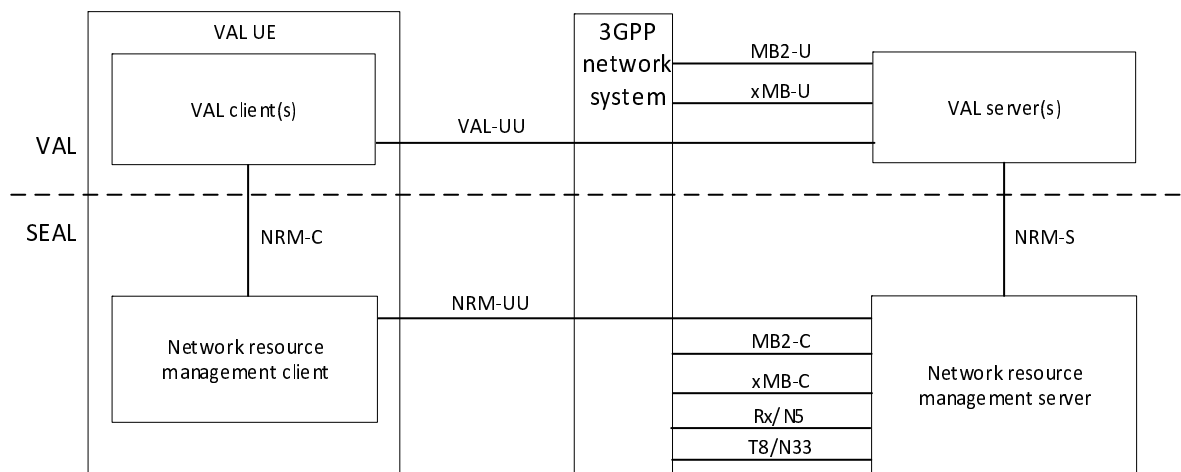 VAL UE
3GPP
network
system
MB2-U
VAL client(s)
xMB-U
VAL server(s)
VAL-UU
VAL
SEAL
NRM-C
NRM-S
NRM-UU
MB2-C
Network resource
management client
xMB-C
Network resource
management server
Rx/N5
T8/N33